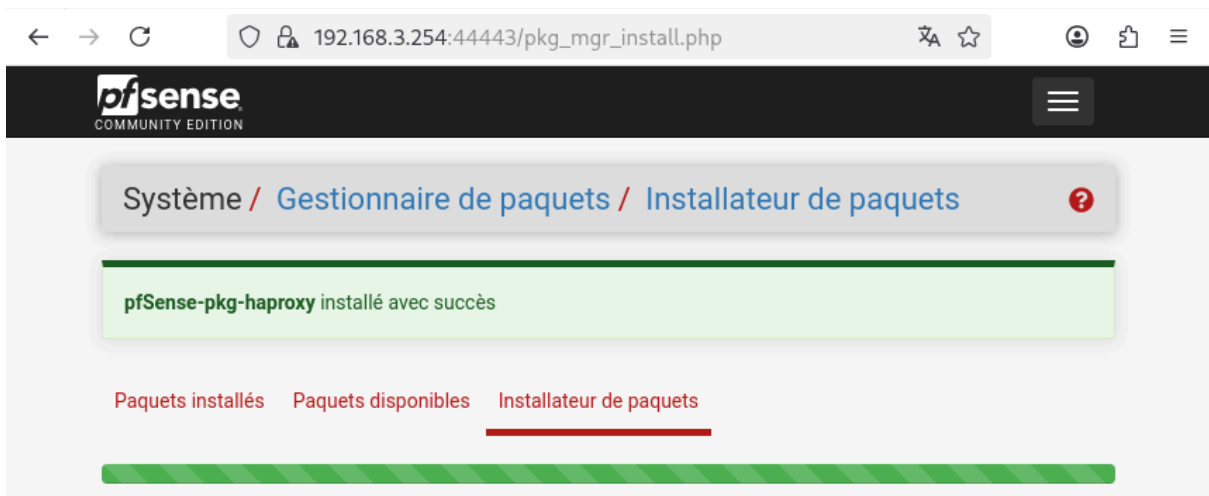 192.168.3.254:44443/pkg_mgr_install.php
pfsense
COMMUNITY EDITION
Système / Gestionnaire de paquets / Installateur de paquets
pfSense-pkg-haproxy installé avec succès
Paquets installés Paquets disponibles Installateur de paquets